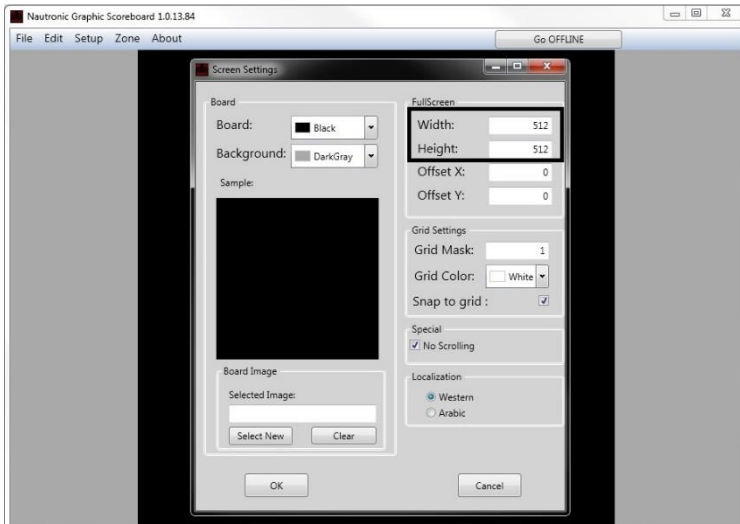 Nautronic Graphic Scoreboard 1.0.13.84
File Edit Setup Zone About
Go OFFLINE
Screen Settings
Board
Board:
Black
Background:
DarkGray
Sample:
Board Image
Selected Image:
Select New
Clear
FullScreen
Width:
512
Height:
512
Offset X:
0
Offset Y:
0
Grid Settings
Grid Mask:
1
Grid Color:
White
Snap to grid :
Special
No Scrolling
Localization
Western
Arabic
OK
Cancel